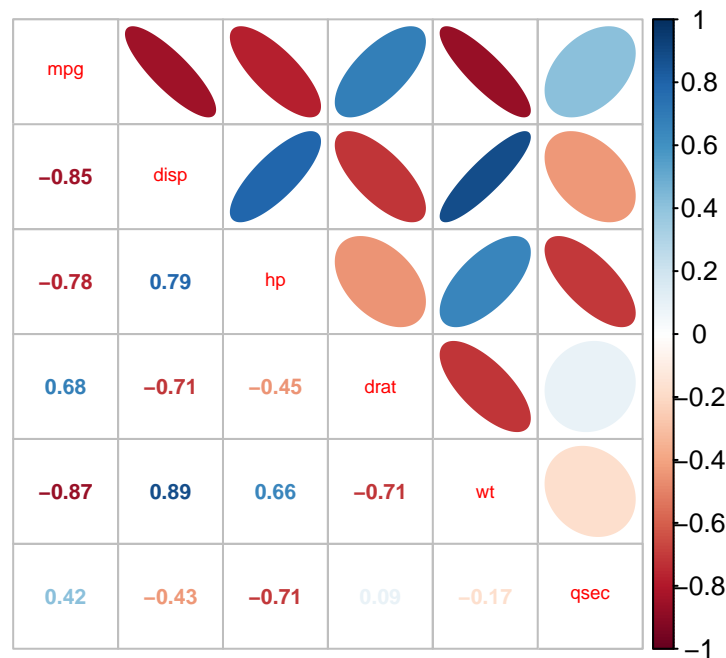 mpg
−0.85 disp
−0.78 0.79 hp
0.68 −0.71 −0.45 drat
−0.87 0.89 0.66 −0.71 wt
0.42 −0.43 −0.71 0.09 −0.17 qsec
1
0.8
0.6
0.4
0.2
0
−0.2
−0.4
−0.6
−0.8
−1